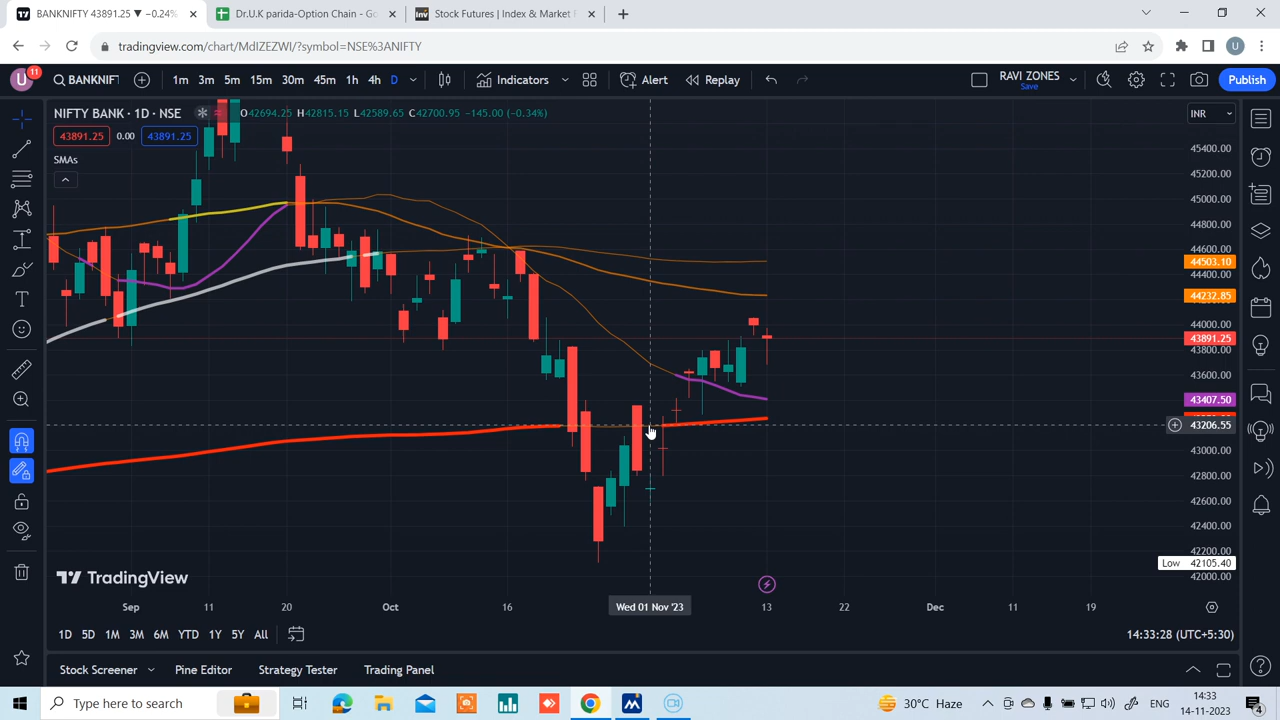 BANKNIFTY 43891.25 ▼ −0.24%
Dr.U.K parida-Option Chain - Go
Stock Futures | Index & Market F
tradingview.com/chart/MdIZEZWI/?symbol=NSE%3ANIFTY
U
U
11
BANKNIF
1m 3m 5m 15m 30m 45m 1h 4h D
Indicators
Alert
Replay
RAVI ZONES
Save
Publish
NIFTY BANK · 1D · NSE
O42694.25 H42815.15 L42589.65 C42700.95 −145.00 (−0.34%)
INR
43891.25 0.00 43891.25
SMAs
45400.00
45200.00
45000.00
44800.00
44600.00
44503.10
44400.00
44232.85
44000.00
43891.25
43800.00
43600.00
43407.50
43206.55
43000.00
42800.00
42600.00
42400.00
42200.00
Low 42105.40
42000.00
TradingView
Sep 11 20 Oct 16 Wed 01 Nov '23 13 22 Dec 11 19
1D 5D 1M 3M 6M YTD 1Y 5Y All
14:33:28 (UTC+5:30)
Stock Screener Pine Editor Strategy Tester Trading Panel
Type here to search
30°C Haze
ENG
14:33
14-11-2023
4